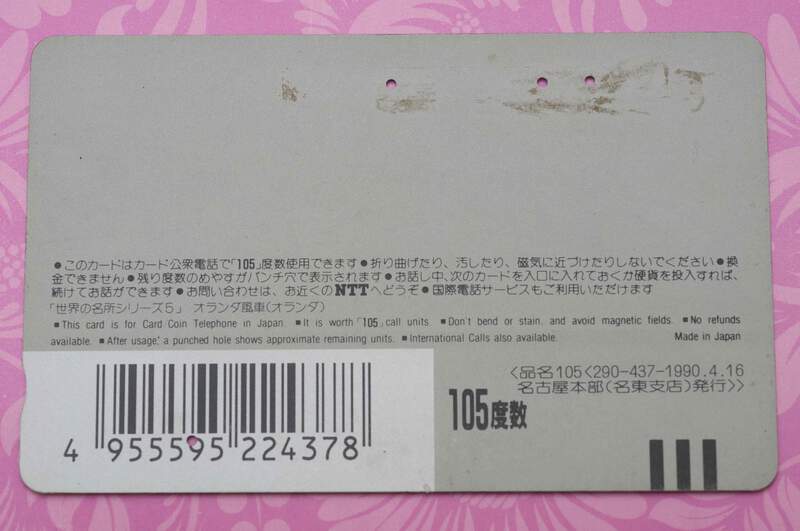 ●このカードはカード公衆電話で「105」度数使用できます●折り曲げたり、汚したり、磁気に近づけたりしないでください●換
金できません●残り度数のめやすがパンチ穴で表示されます●お話し中、次のカードを入口に入れておくか硬貨を投入すれば、
続けてお話ができます●お問い合わせは、お近くのNTTへどうぞ●国際電話サービスもご利用いただけます
「世界の名所シリーズ5」 オランダ風車(オランダ)
■This card is for Card/Coin Telephone in Japan. ■It is worth「105」call units. ■Don't bend or stain, and avoid magnetic fields. ■No refunds
available. ■After usage, a punched hole shows approximate remaining units. ■International Calls also available. Made in Japan
〈品名105〈290-437-1990.4.16
名古屋本部(名東支店)発行〉〉
105度数
4 955595 224378